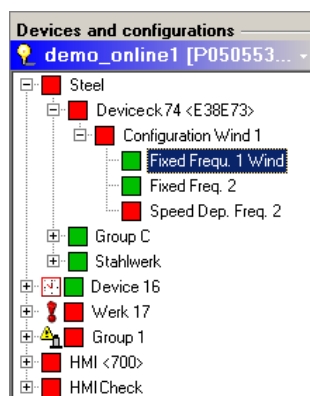 Devices and configurations
demo_online1 [P050553...
Steel
Deviceck 74 <E38E73>
Configuration Wind 1
Fixed Frequ. 1 Wind
Fixed Freq. 2
Speed Dep. Freq. 2
Group C
Stahlwerk
Device 16
Werk 17
Group 1
HMI <700>
HMICheck